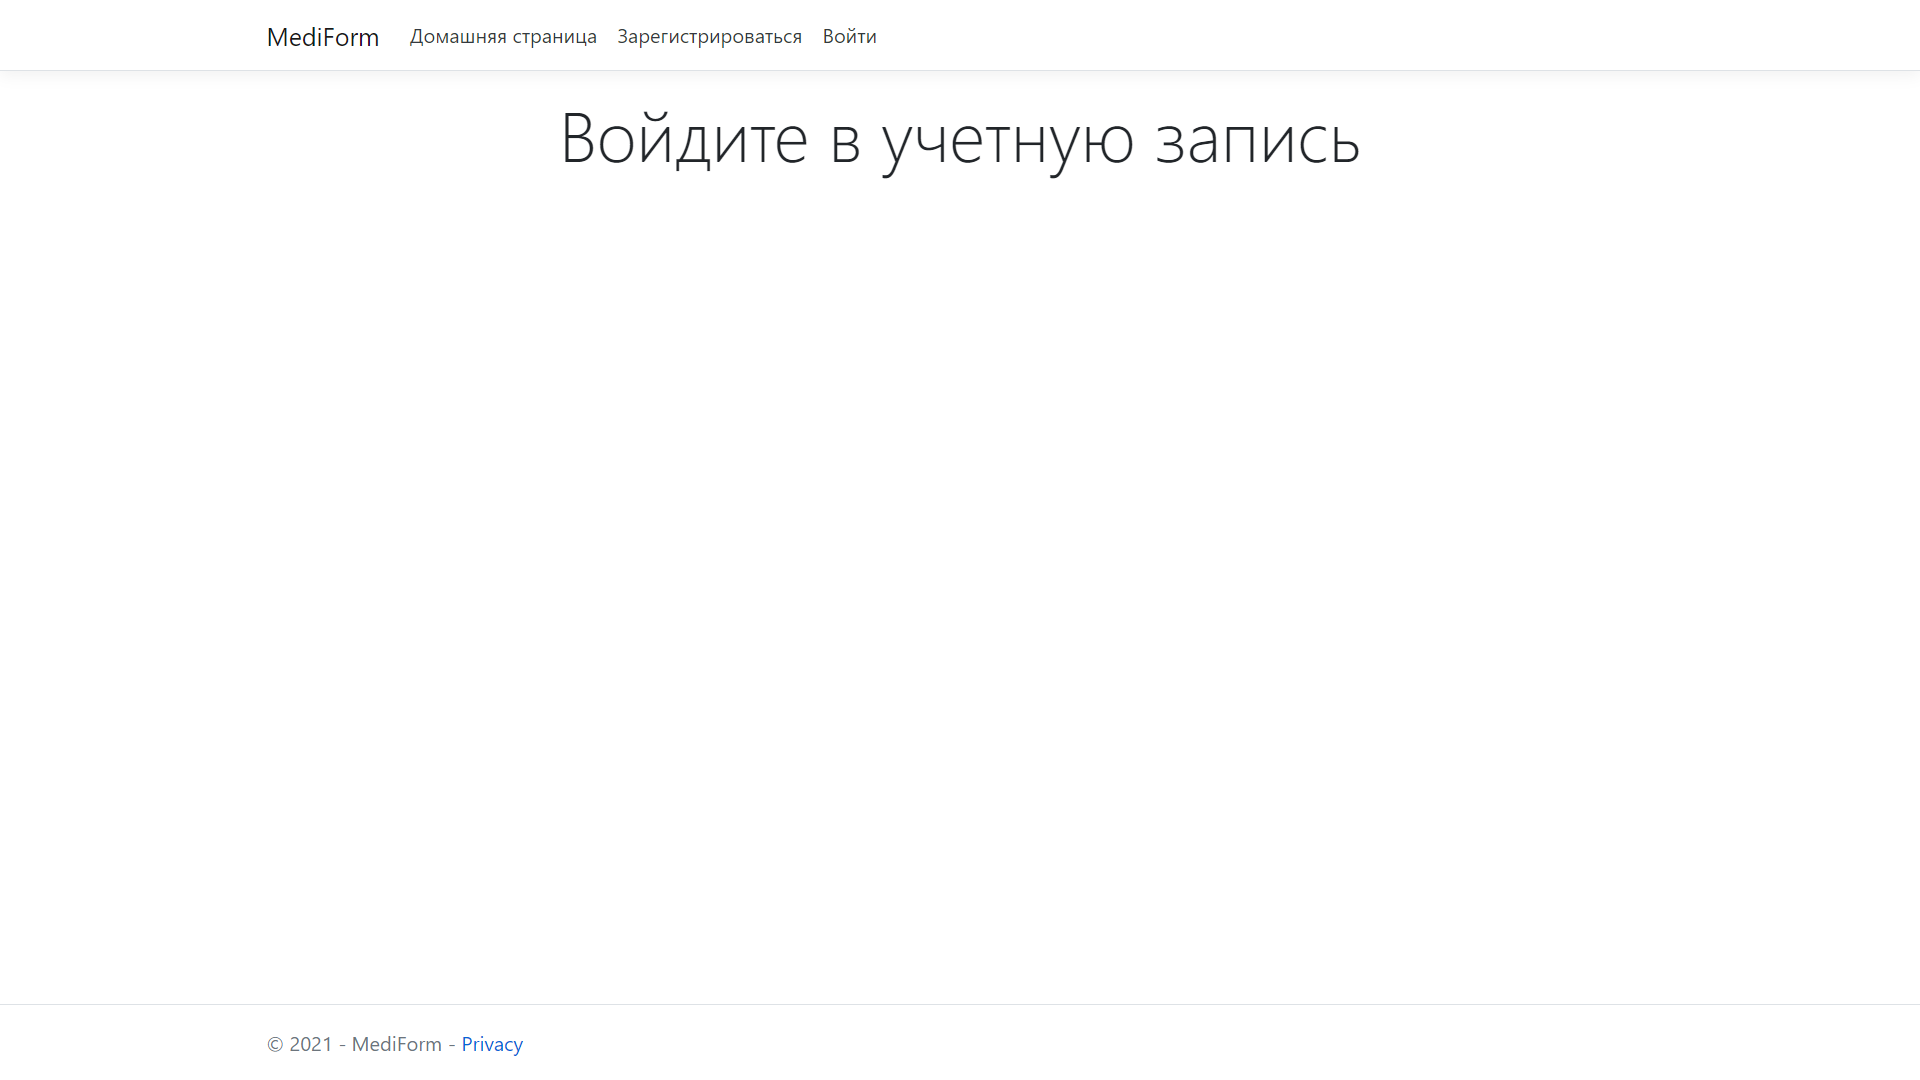 MediForm Домашняя страница Зарегистрироваться Войти
Войдите в учетную запись
© 2021 - MediForm - Privacy